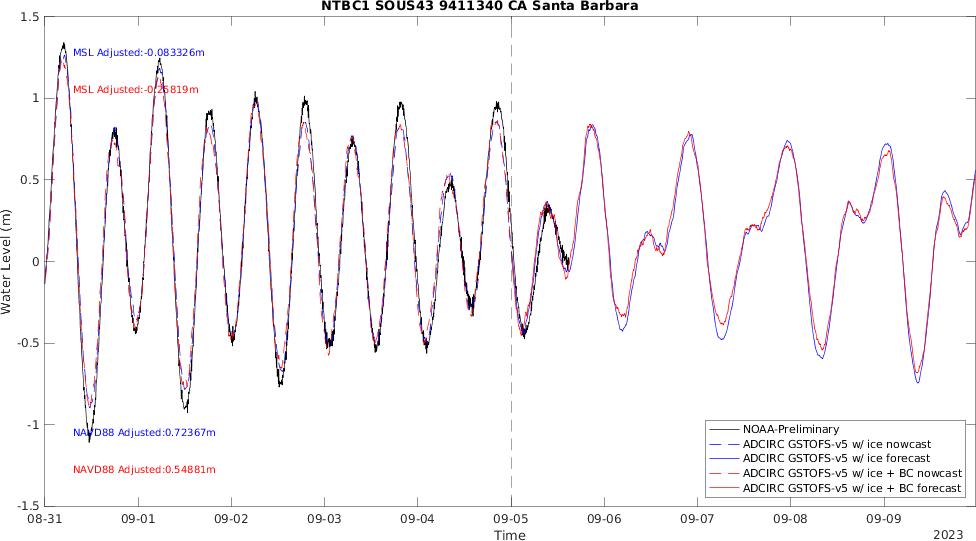 NTBC1 SOUS43 9411340 CA Santa Barbara
1.5
MSL Adjusted:-0.083326m
MSL Adjusted:-0.25819m
1
0.5
Water Level (m)
0
-0.5
-1
NAVD88 Adjusted:0.72367m
NAVD88 Adjusted:0.54881m
NOAA-Preliminary
ADCIRC GSTOFS-v5 w/ ice nowcast
ADCIRC GSTOFS-v5 w/ ice forecast
ADCIRC GSTOFS-v5 w/ ice + BC nowcast
ADCIRC GSTOFS-v5 w/ ice + BC forecast
-1.5
08-31 09-01 09-02 09-03 09-04 09-05 09-06 09-07 09-08 09-09
Time
2023